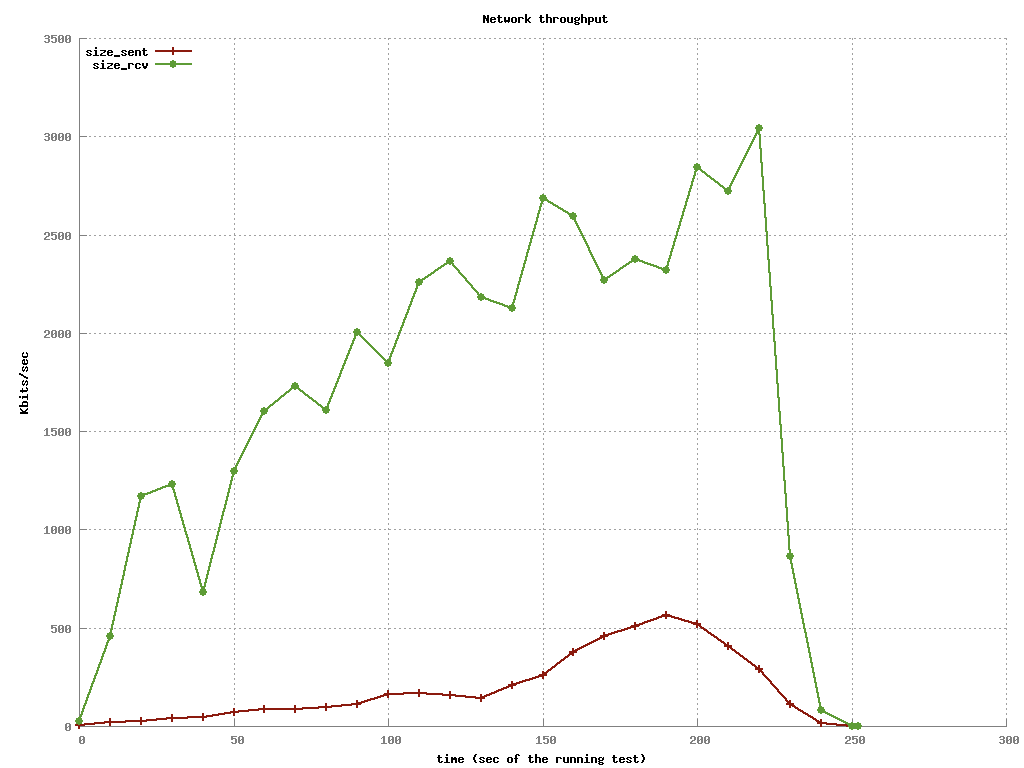 Network throughput
3500
size_sent
size_rcv
3000
2500
2000
Kbits/sec
1500
1000
500
0
0 50 100 150 200 250 300
time (sec of the running test)